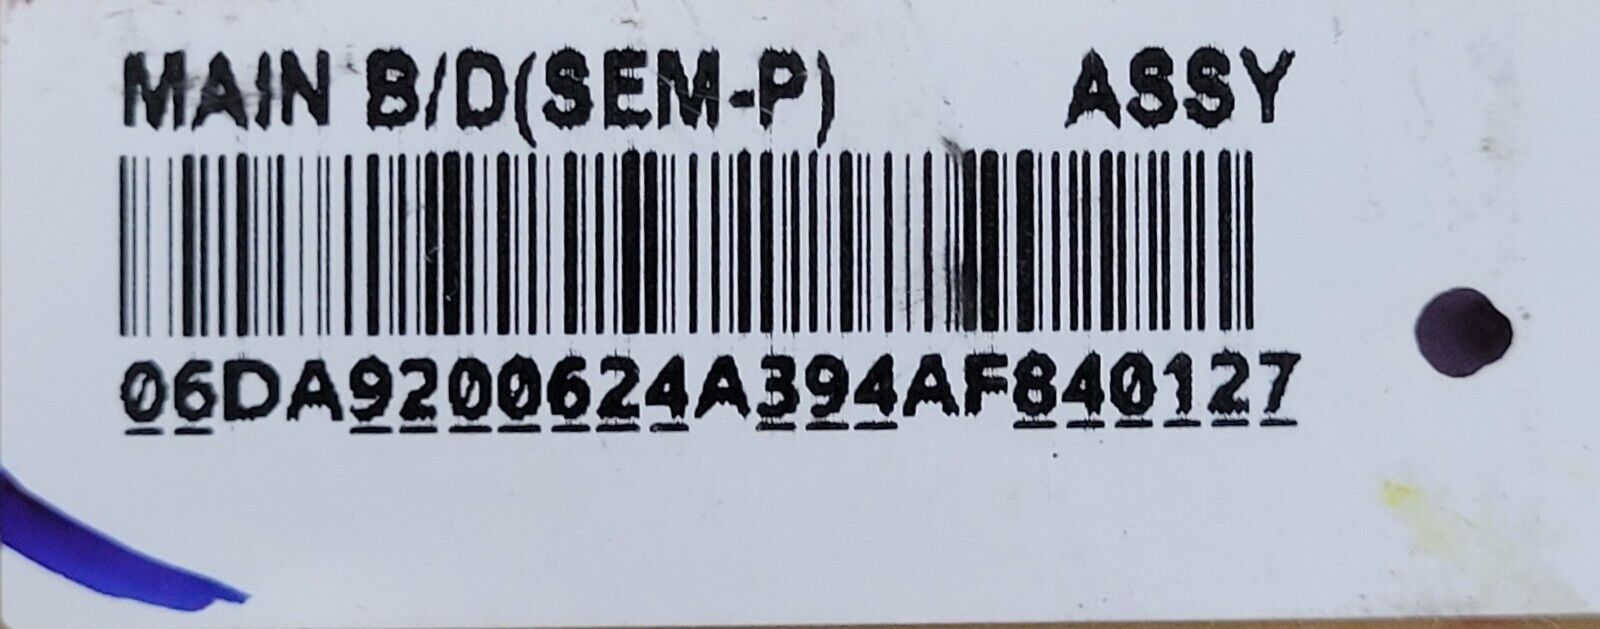 MAIN B/D(SEM-P) ASSY
06DA9200624A394AF840127